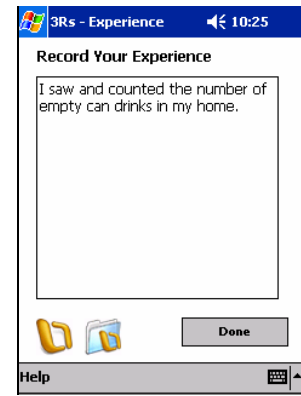 3Rs - Experience 10:25
Record Your Experience
I saw and counted the number of
empty can drinks in my home.
Done
Help